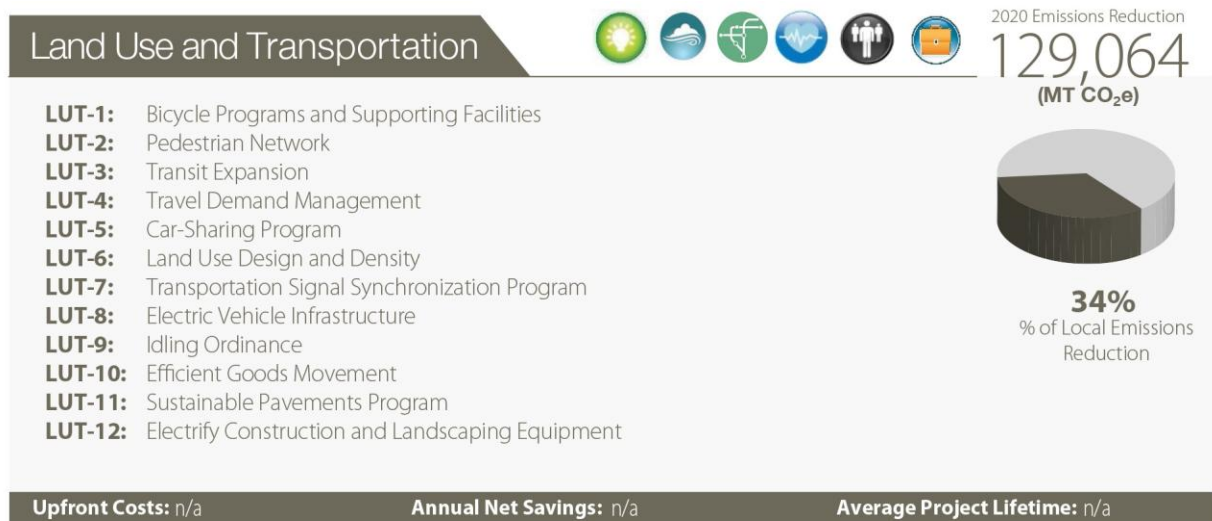 Land Use and Transportation
2020 Emissions Reduction
129,064
(MT CO₂e)
LUT-1: Bicycle Programs and Supporting Facilities
LUT-2: Pedestrian Network
LUT-3: Transit Expansion
LUT-4: Travel Demand Management
LUT-5: Car-Sharing Program
LUT-6: Land Use Design and Density
LUT-7: Transportation Signal Synchronization Program
LUT-8: Electric Vehicle Infrastructure
LUT-9: Idling Ordinance
LUT-10: Efficient Goods Movement
LUT-11: Sustainable Pavements Program
LUT-12: Electrify Construction and Landscaping Equipment
34%
% of Local Emissions
Reduction
Upfront Costs: n/a Annual Net Savings: n/a Average Project Lifetime: n/a